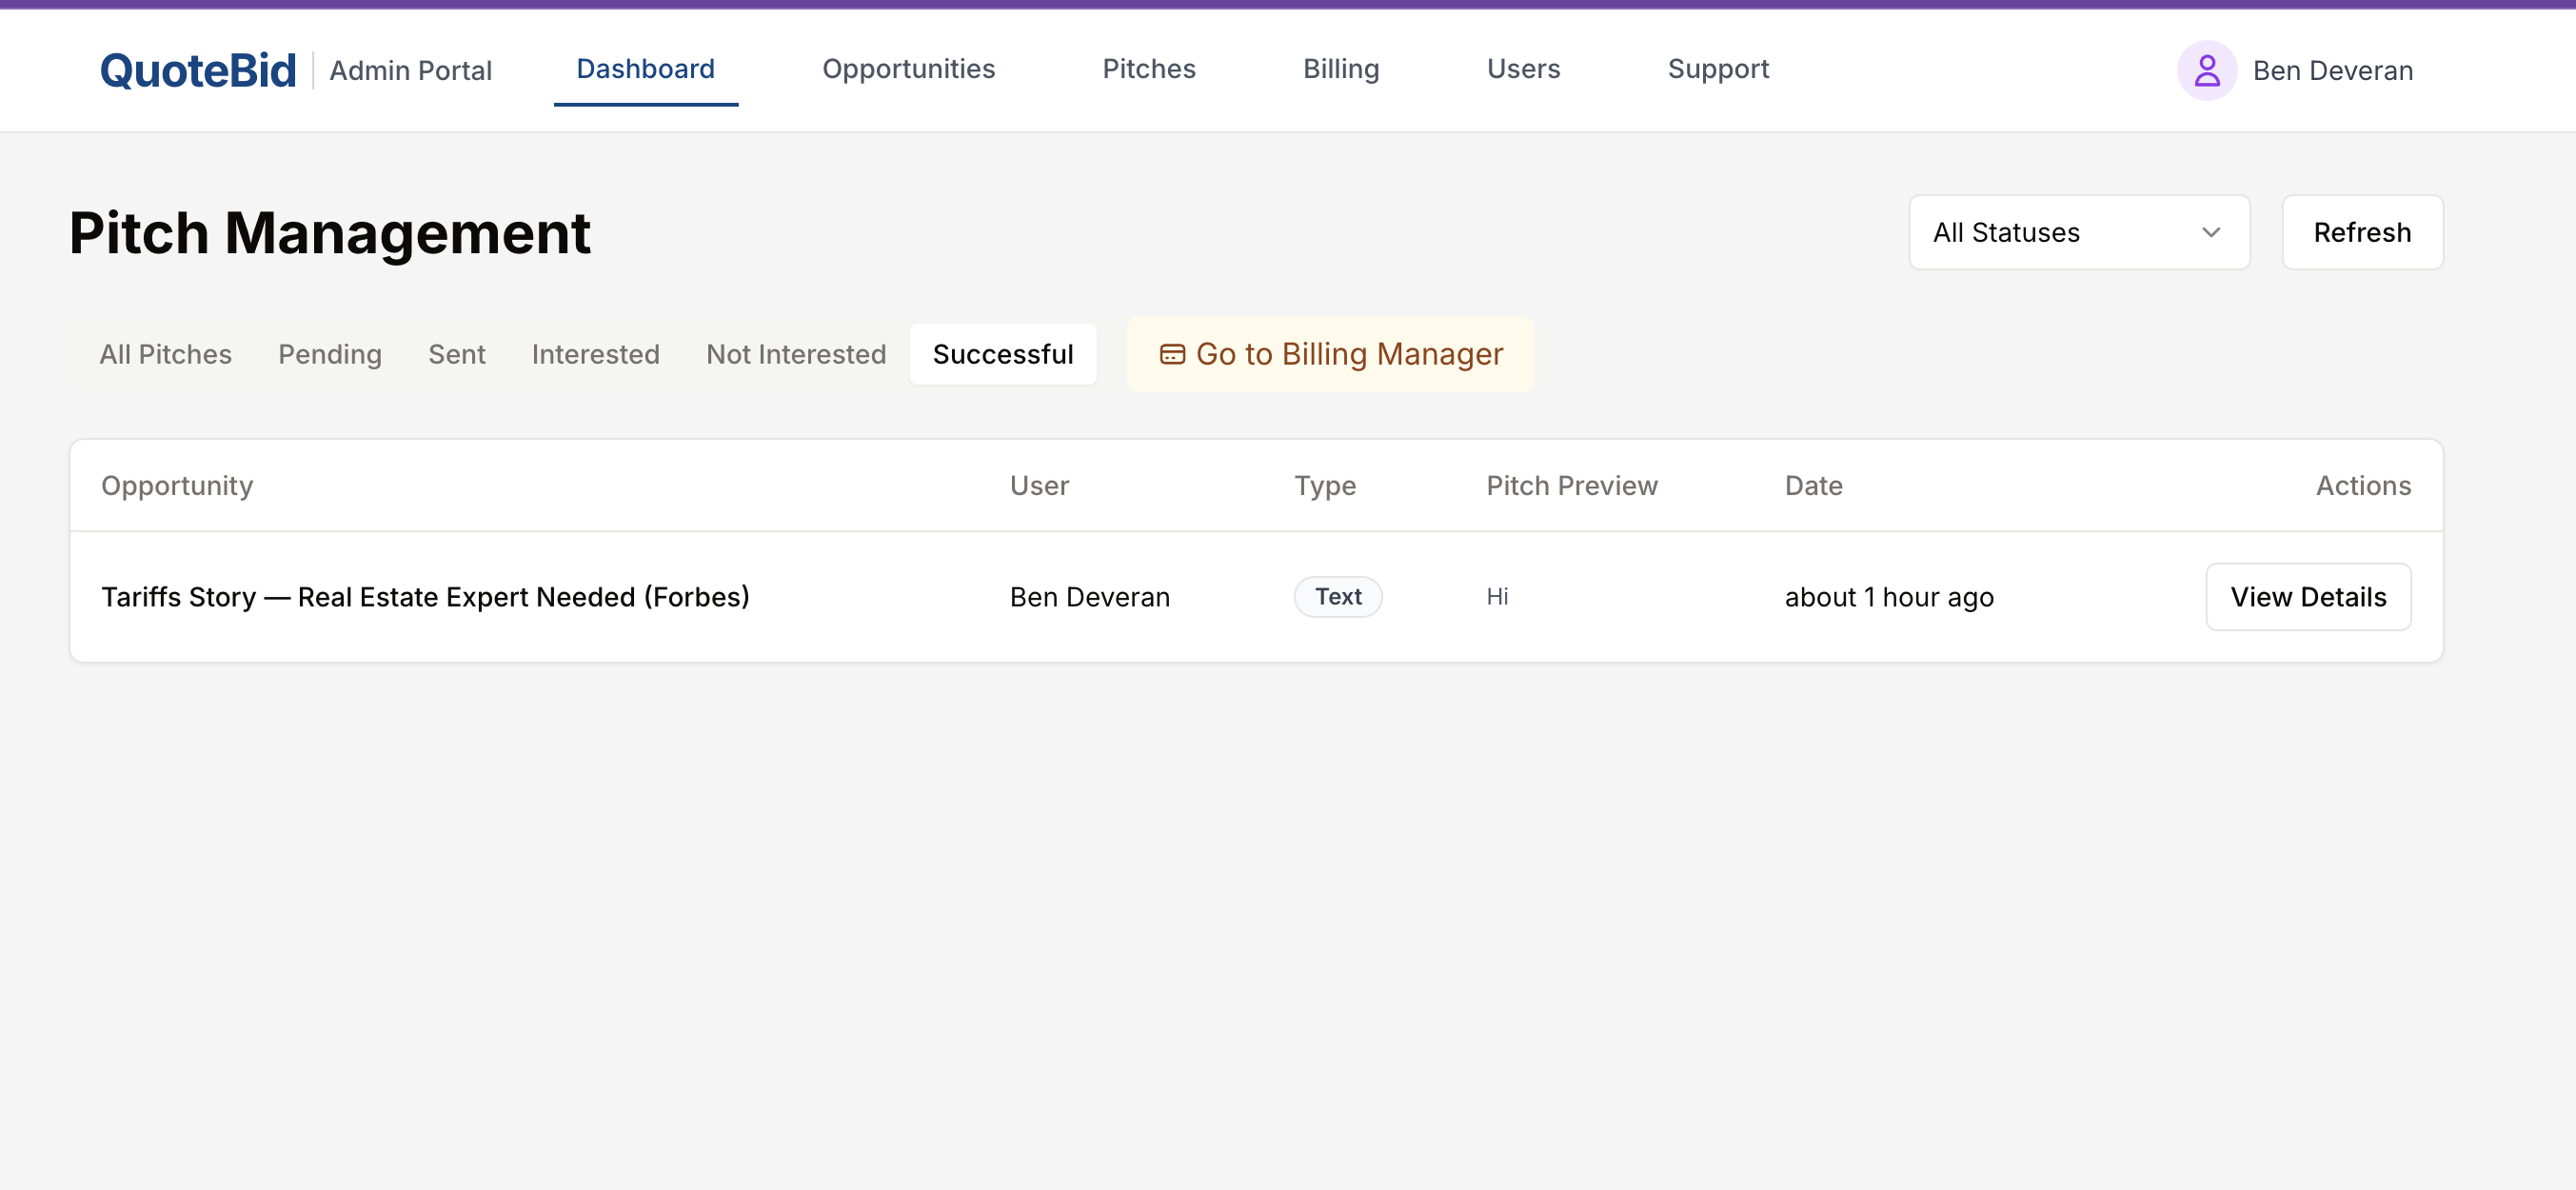 QuoteBid Admin Portal Dashboard Opportunities Pitches Billing Users Support Ben Deveran
Pitch Management All Statuses Refresh
All Pitches Pending Sent Interested Not Interested Successful Go to Billing Manager
Opportunity User Type Pitch Preview Date Actions
Tariffs Story — Real Estate Expert Needed (Forbes) Ben Deveran Text Hi about 1 hour ago View Details